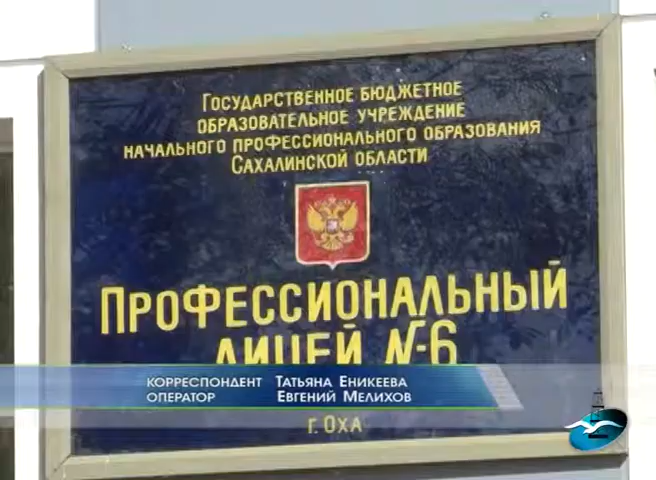 Государственное бюджетное
образовательное учреждение
начального профессионального образования
Сахалинской области
Профессиональный
лицей №6
корреспондент Татьяна Еникеева
оператор Евгений Мелихов
г. Оха